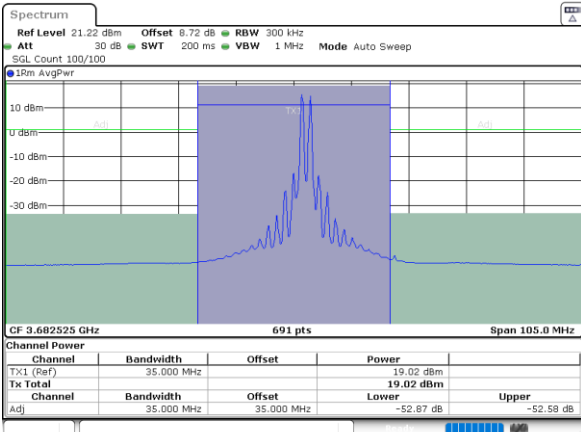 Spectrum
Ref Level 21.22 dBm Offset 8.72 dB RBW 300 kHz
Att 30 dB SWT 200 ms VBW 1 MHz Mode Auto Sweep
SGL Count 100/100
1Rm AvgPwr
10 dBm
TX1
Adj Adj
0 dBm
-10 dBm
-20 dBm
-30 dBm
CF 3.682525 GHz 691 pts Span 105.0 MHz
Channel Power
Channel Bandwidth Offset Power
TX1 (Ref) 35.000 MHz 19.02 dBm
Tx Total 19.02 dBm
Channel Bandwidth Offset Lower Upper
Adj 35.000 MHz 35.000 MHz -52.87 dB -52.58 dB
Ready